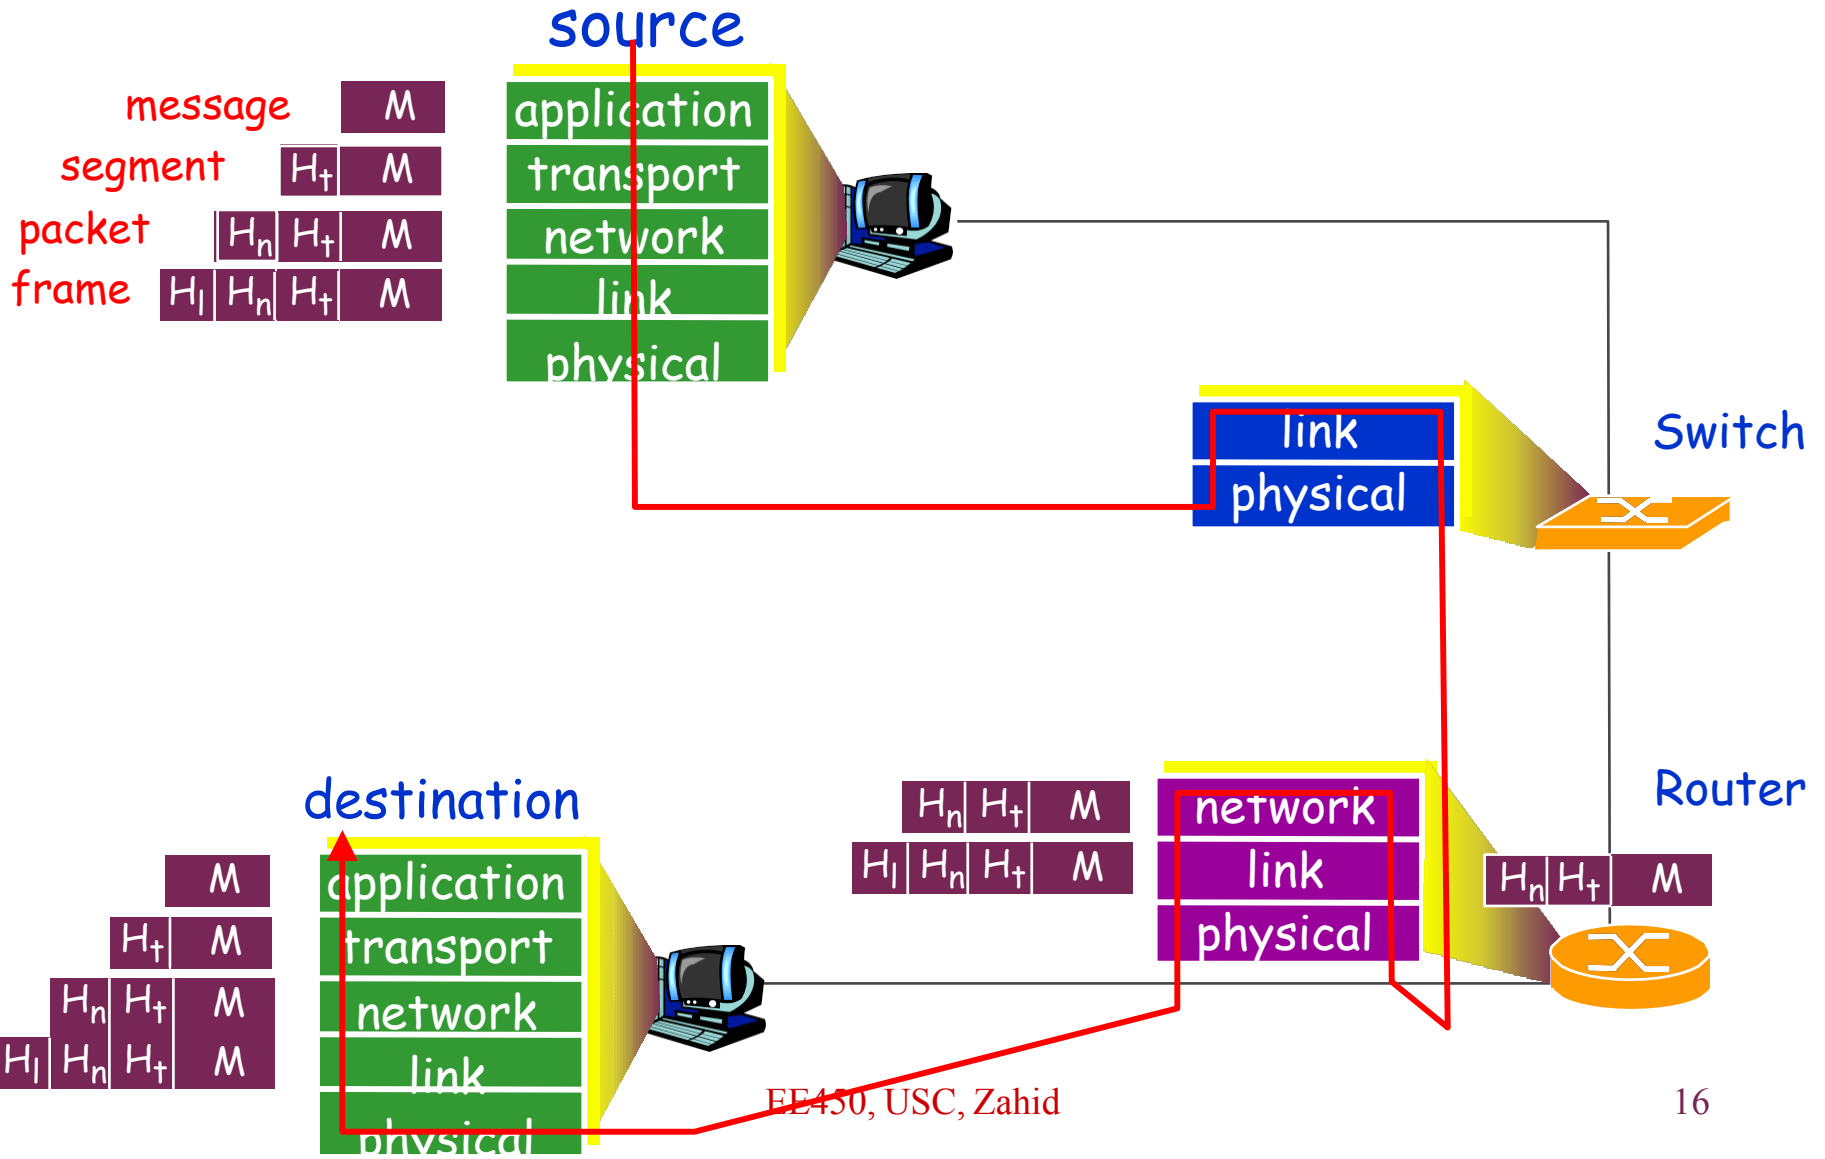 source
message M
segment Ht M
packet Hn Ht M
frame Hl Hn Ht M
application
transport
network
link
physical
link
physical
Switch
destination
M
Ht M
Hn Ht M
Hl Hn Ht M
application
transport
network
link
physical
Hn Ht M
Hl Hn Ht M
network
link
physical
Router
Hn Ht M
EE450, USC, Zahid
16